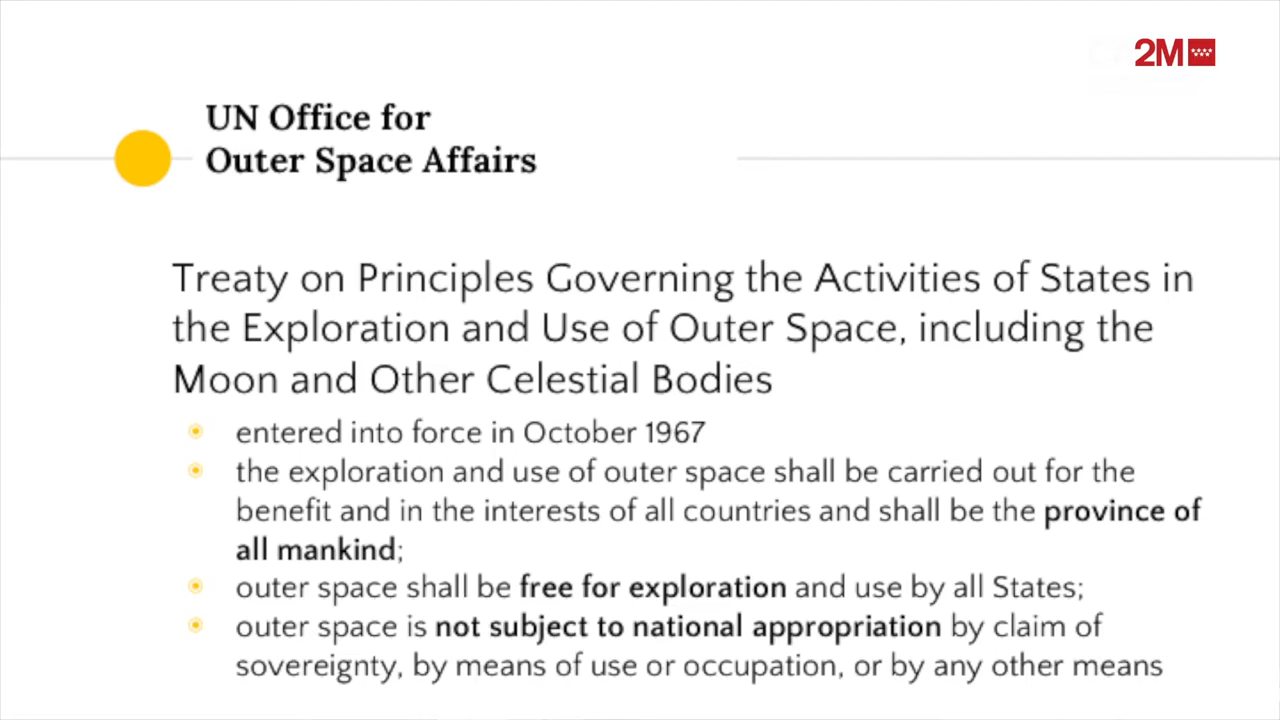 2M
UN Office for
Outer Space Affairs
Treaty on Principles Governing the Activities of States in
the Exploration and Use of Outer Space, including the
Moon and Other Celestial Bodies
entered into force in October 1967
the exploration and use of outer space shall be carried out for the
benefit and in the interests of all countries and shall be the province of
all mankind;
outer space shall be free for exploration and use by all States;
outer space is not subject to national appropriation by claim of
sovereignty, by means of use or occupation, or by any other means